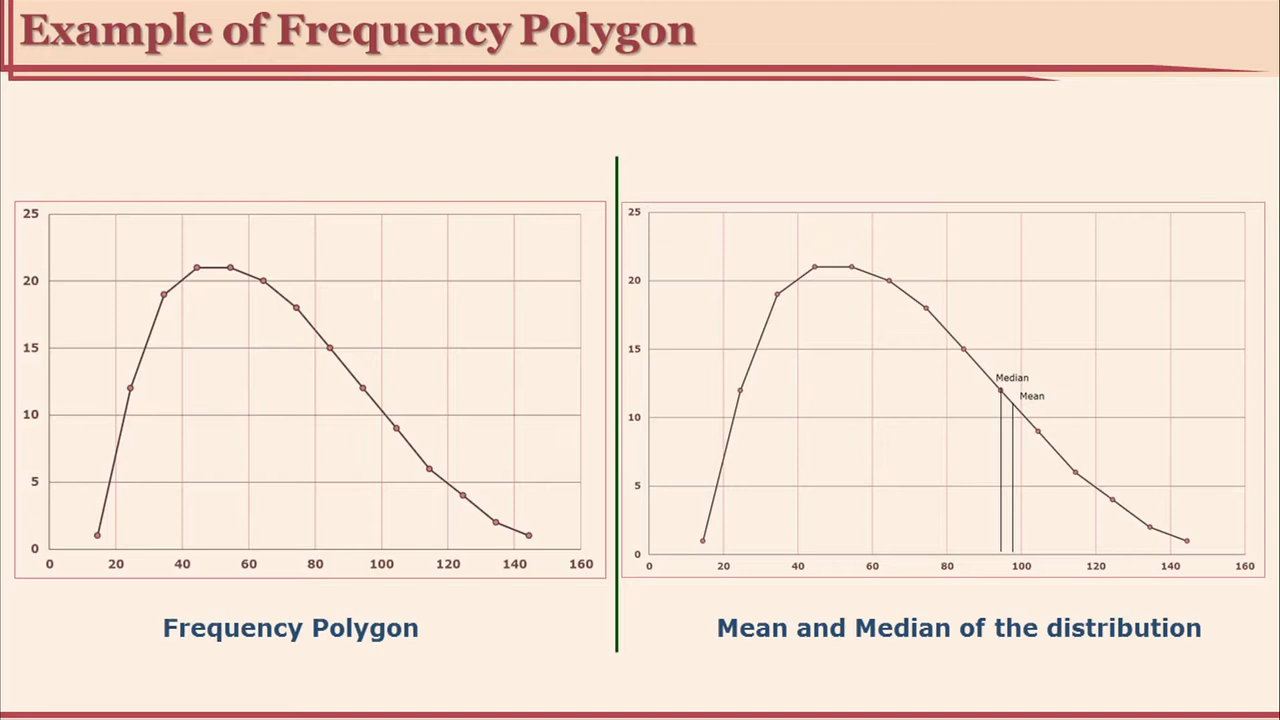 Example of Frequency Polygon
25
20
15
10
5
0
0 20 40 60 80 100 120 140 160
Frequency Polygon
25
20
15
10
5
0
Median
Mean
0 20 40 60 80 100 120 140 160
Mean and Median of the distribution